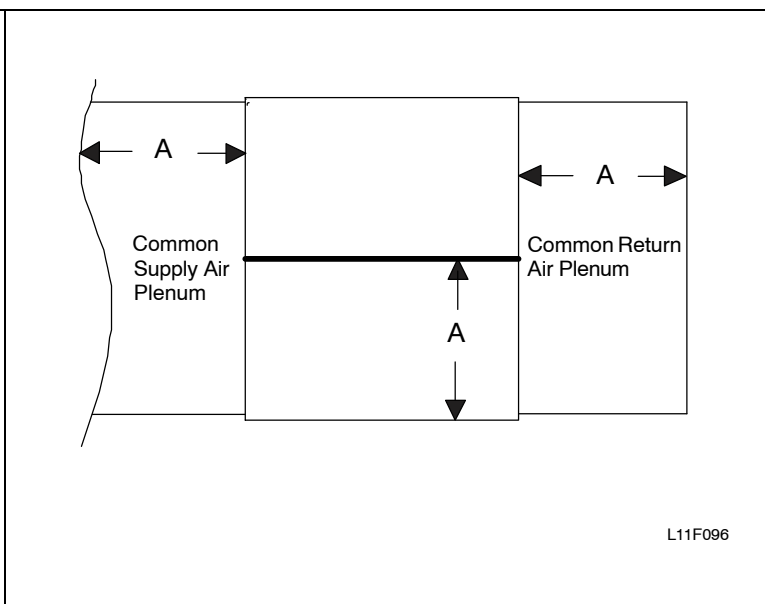 A
A
Common
Supply Air
Plenum
Common Return
Air Plenum
A
L11F096